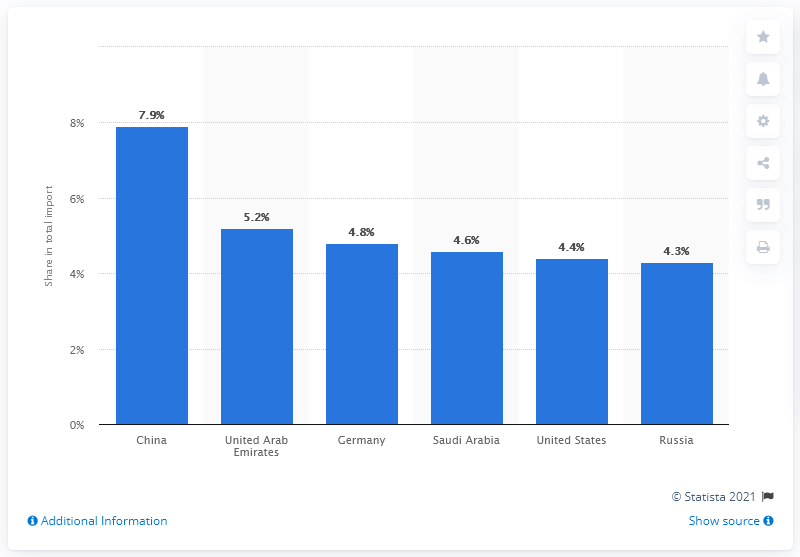 7.9%
5.2%
4.8%
4.6%
4.4%
4.3%
8%
6%
4%
2%
0%
Share in total import
China
United Arab
Emirates
Germany
Saudi Arabia
United States
Russia
© Statista 2021
Additional Information
Show source